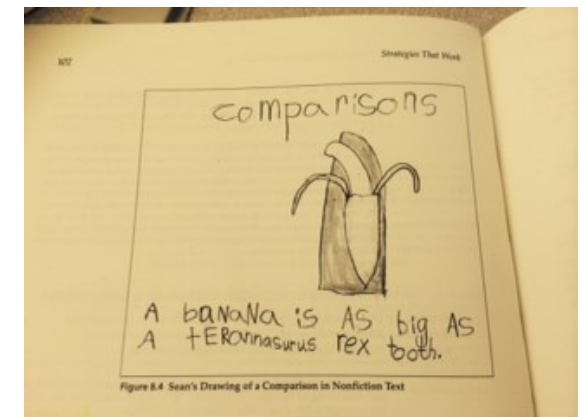 102
Strategies That Work
comparisons
A baNaNa is AS big AS
A tERannasurus rex tooth.
Figure 8.4 Sean's Drawing of a Comparison in Nonfiction Text